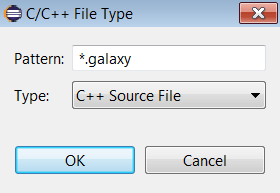 C/C++ File Type
Pattern: *.galaxy
Type: C++ Source File
OK Cancel